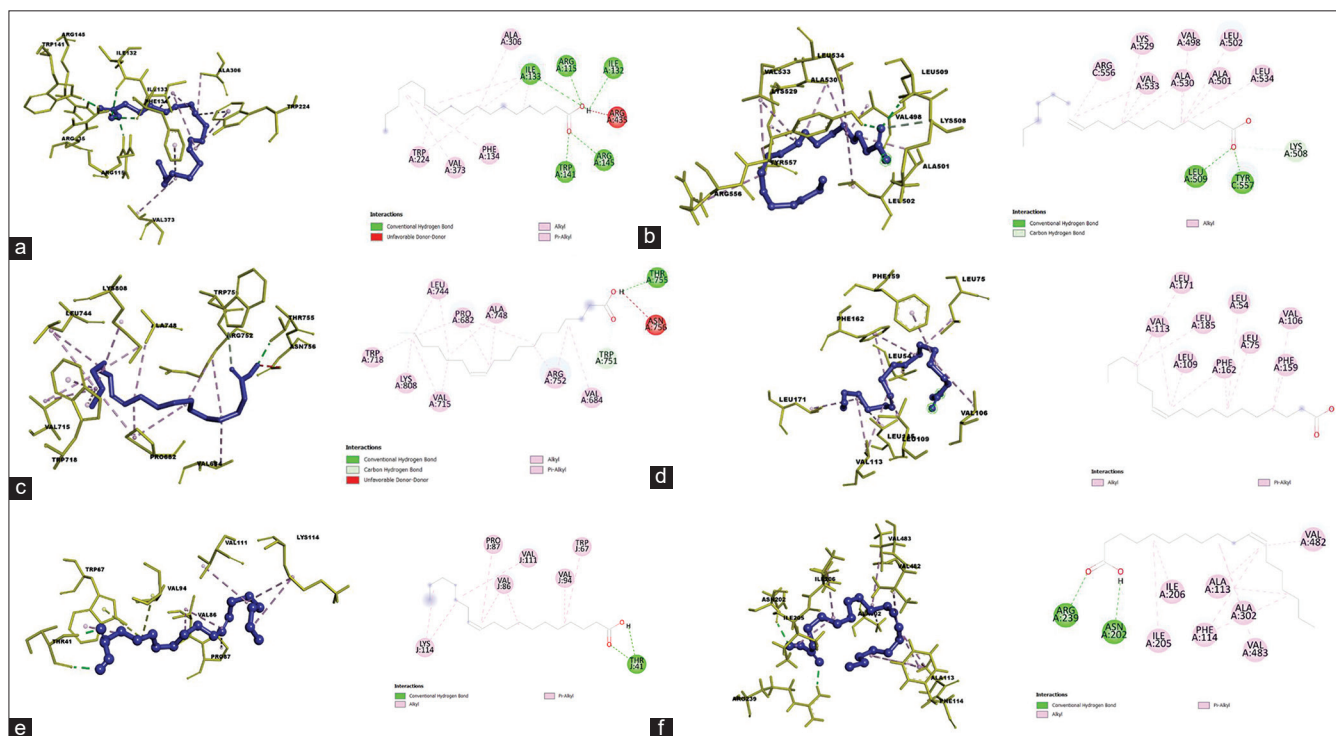 ARG145
TRP141
ILE132
ALA306
ILE133
PHE134
TRP224
ARG115
VAL373
a
ALA
A:306
ILE
A:133
ARG
A:115
ILE
A:132
O
H
ARG
A:435
O
TRP
A:224
VAL
A:373
PHE
A:134
TRP
A:141
ARG
A:145
Interactions
Conventional Hydrogen Bond
Unfavorable Donor-Donor
Alkyl
Pi-Alkyl
LEU534
VAL533
ALA530
LEU509
LYS529
VAL498
LYS508
TYR557
ALA501
ARG556
LEU502
b
ARG
C:556
LYS
A:529
VAL
A:533
VAL
A:498
ALA
A:530
LEU
A:502
ALA
A:501
LEU
A:534
O
O
LYS
A:508
LEU
A:509
TYR
C:557
Interactions
Conventional Hydrogen Bond
Carbon Hydrogen Bond
Alkyl
LYS808
TRP75
LEU744
ALA748
ARG752
THR755
ASN756
VAL715
TRP718
PRO682
VAL684
c
LEU
A:744
PRO
A:682
ALA
A:748
THR
A:755
O
H
O
ASN
A:756
TRP
A:718
LYS
A:808
VAL
A:715
ARG
A:752
TRP
A:751
VAL
A:684
Interactions
Conventional Hydrogen Bond
Carbon Hydrogen Bond
Unfavorable Donor-Donor
Alkyl
Pi-Alkyl
PHE159
LEU75
PHE162
LEU54
LEU171
VAL106
LEU109
VAL113
d
LEU
A:171
VAL
A:113
LEU
A:185
LEU
A:54
VAL
A:106
LEU
A:75
LEU
A:109
PHE
A:162
PHE
A:159
O
O
Interactions
Alkyl
Pi-Alkyl
VAL111
LYS114
TRP67
VAL94
VAL86
THR41
PRO87
e
PRO
J:87
VAL
J:111
TRP
J:67
VAL
J:86
VAL
J:94
LYS
J:114
H
O
O
THR
J:41
Interactions
Conventional Hydrogen Bond
Alkyl
Pi-Alkyl
VAL483
VAL482
ILE206
ASN202
ILE205
ARG239
ALA113
PHE114
f
O
O
H
VAL
A:482
ARG
A:239
ASN
A:202
ILE
A:206
ILE
A:205
ALA
A:113
PHE
A:114
ALA
A:302
VAL
A:483
Interactions
Conventional Hydrogen Bond
Alkyl
Pi-Alkyl